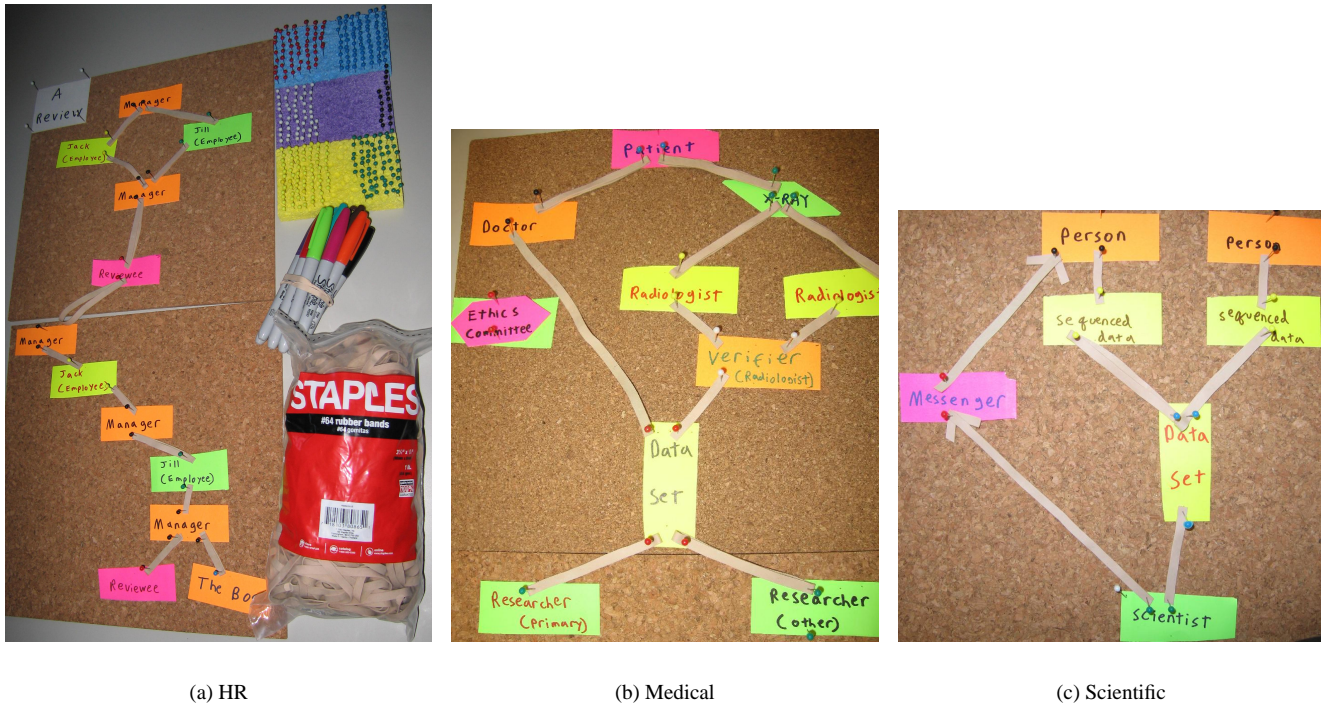 A
Review
Manager
Jill
(Employee)
Jack
(Employee)
Manager
Reviewee
Manager
Jack
(Employee)
Manager
Jill
(Employee)
Manager
Reviewee
The Bo
STAPLES
#64 rubber bands
#64 gomitas
Patient
X-RAY
Doctor
Radiologist
Radiologist
Ethics
Committee
Verifier
(Radiologist)
Data
Set
Researcher
(primary)
Researcher
(other)
Person
Person
sequenced
data
sequenced
data
Messenger
Data
Set
Scientist
(a) HR
(b) Medical
(c) Scientific